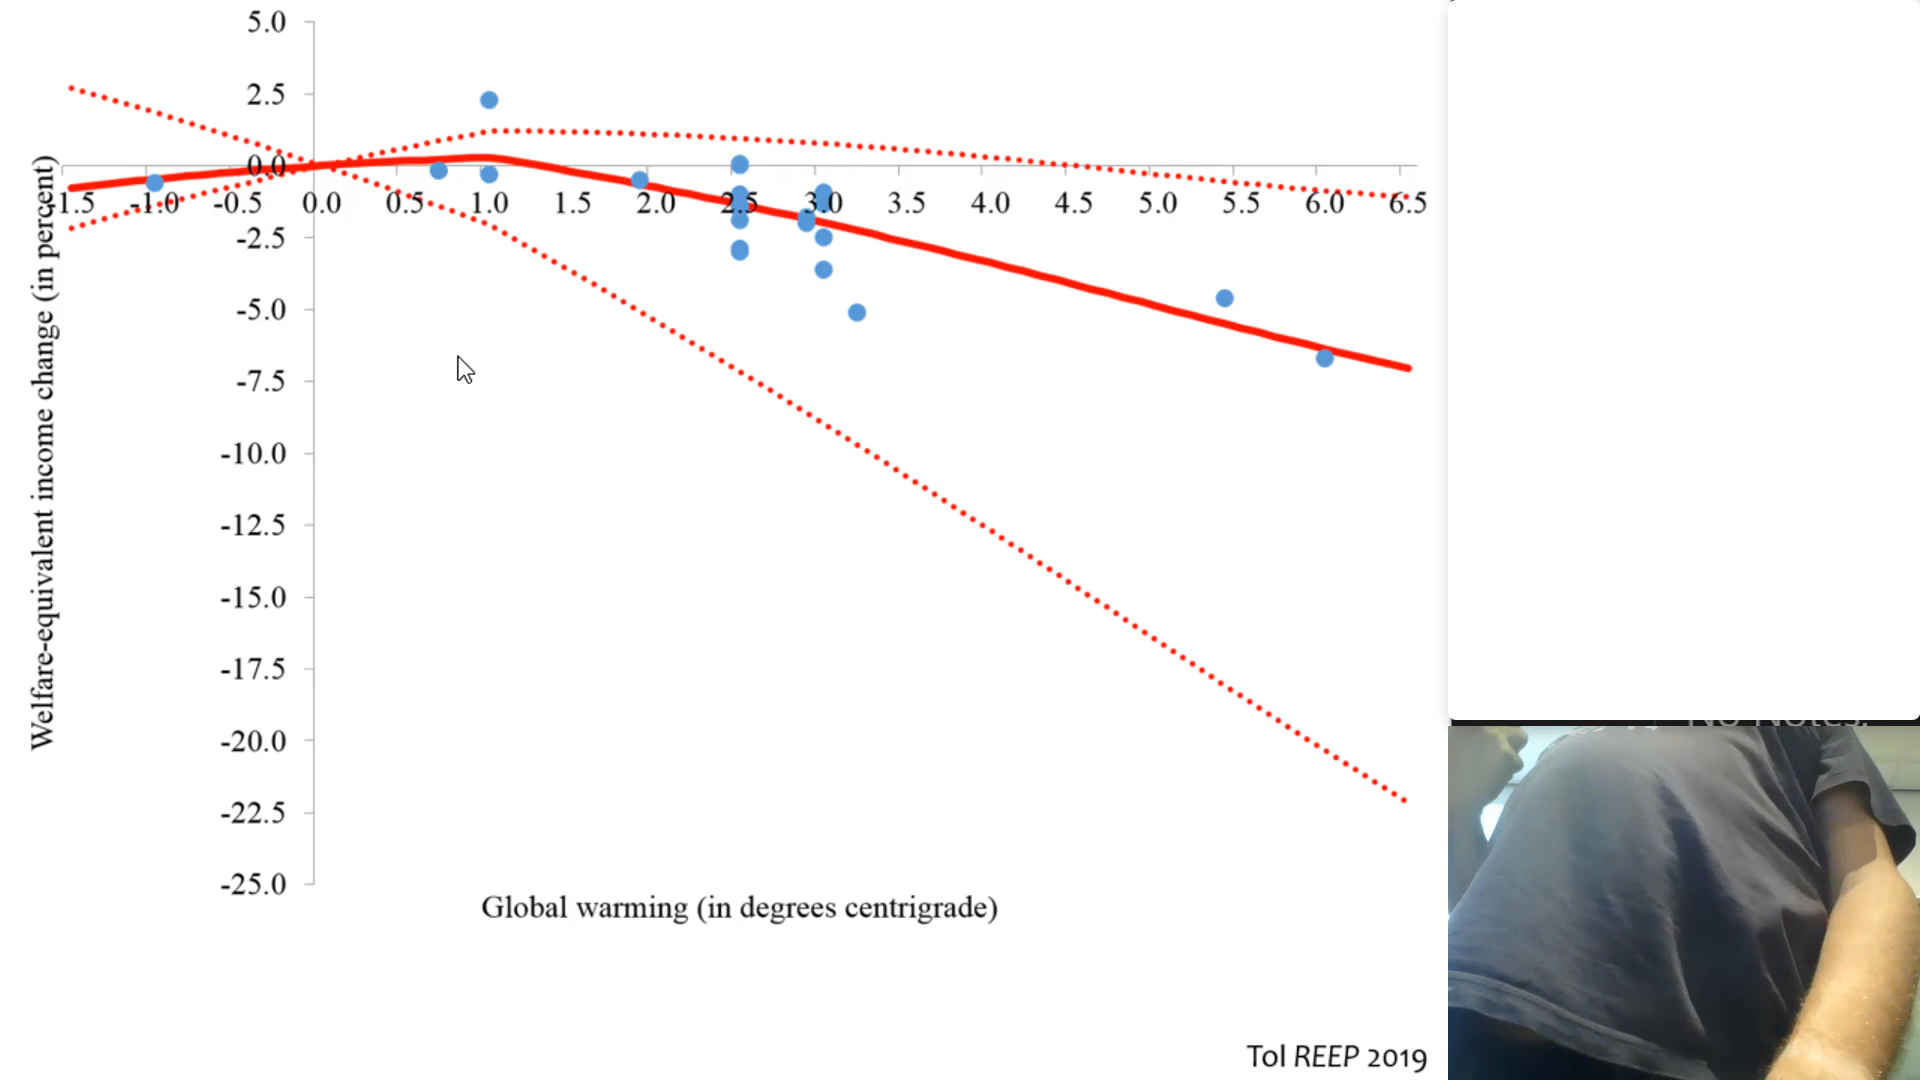 5.0
2.5
0.0
-1.5 -1.0 -0.5 0.0 0.5 1.0 1.5 2.0 2.5 3.0 3.5 4.0 4.5 5.0 5.5 6.0 6.5
-2.5
-5.0
-7.5
-10.0
-12.5
-15.0
-17.5
-20.0
-22.5
-25.0
Welfare-equivalent income change (in percent)
Global warming (in degrees centrigrade)
Tol REEP 2019
No Notes.